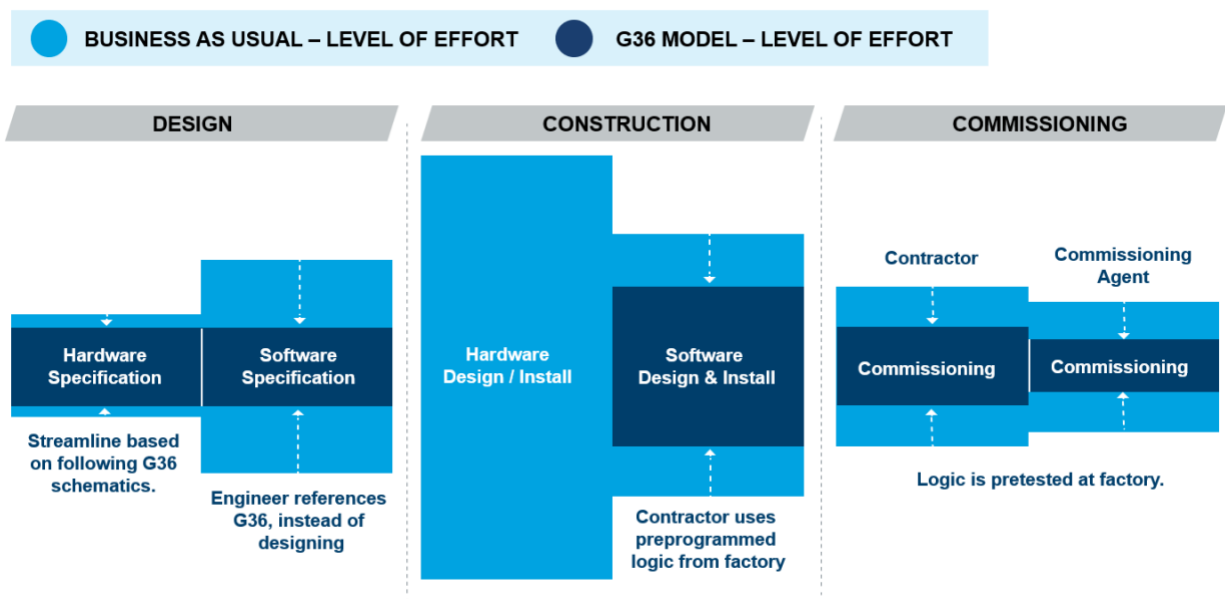 BUSINESS AS USUAL – LEVEL OF EFFORT
G36 MODEL – LEVEL OF EFFORT
DESIGN
CONSTRUCTION
COMMISSIONING
Hardware
Specification
Software
Specification
Streamline based
on following G36
schematics.
Engineer references
G36, instead of
designing
Hardware
Design / Install
Software
Design & Install
Contractor uses
preprogrammed
logic from factory
Contractor
Commissioning
Agent
Commissioning
Commissioning
Logic is pretested at factory.